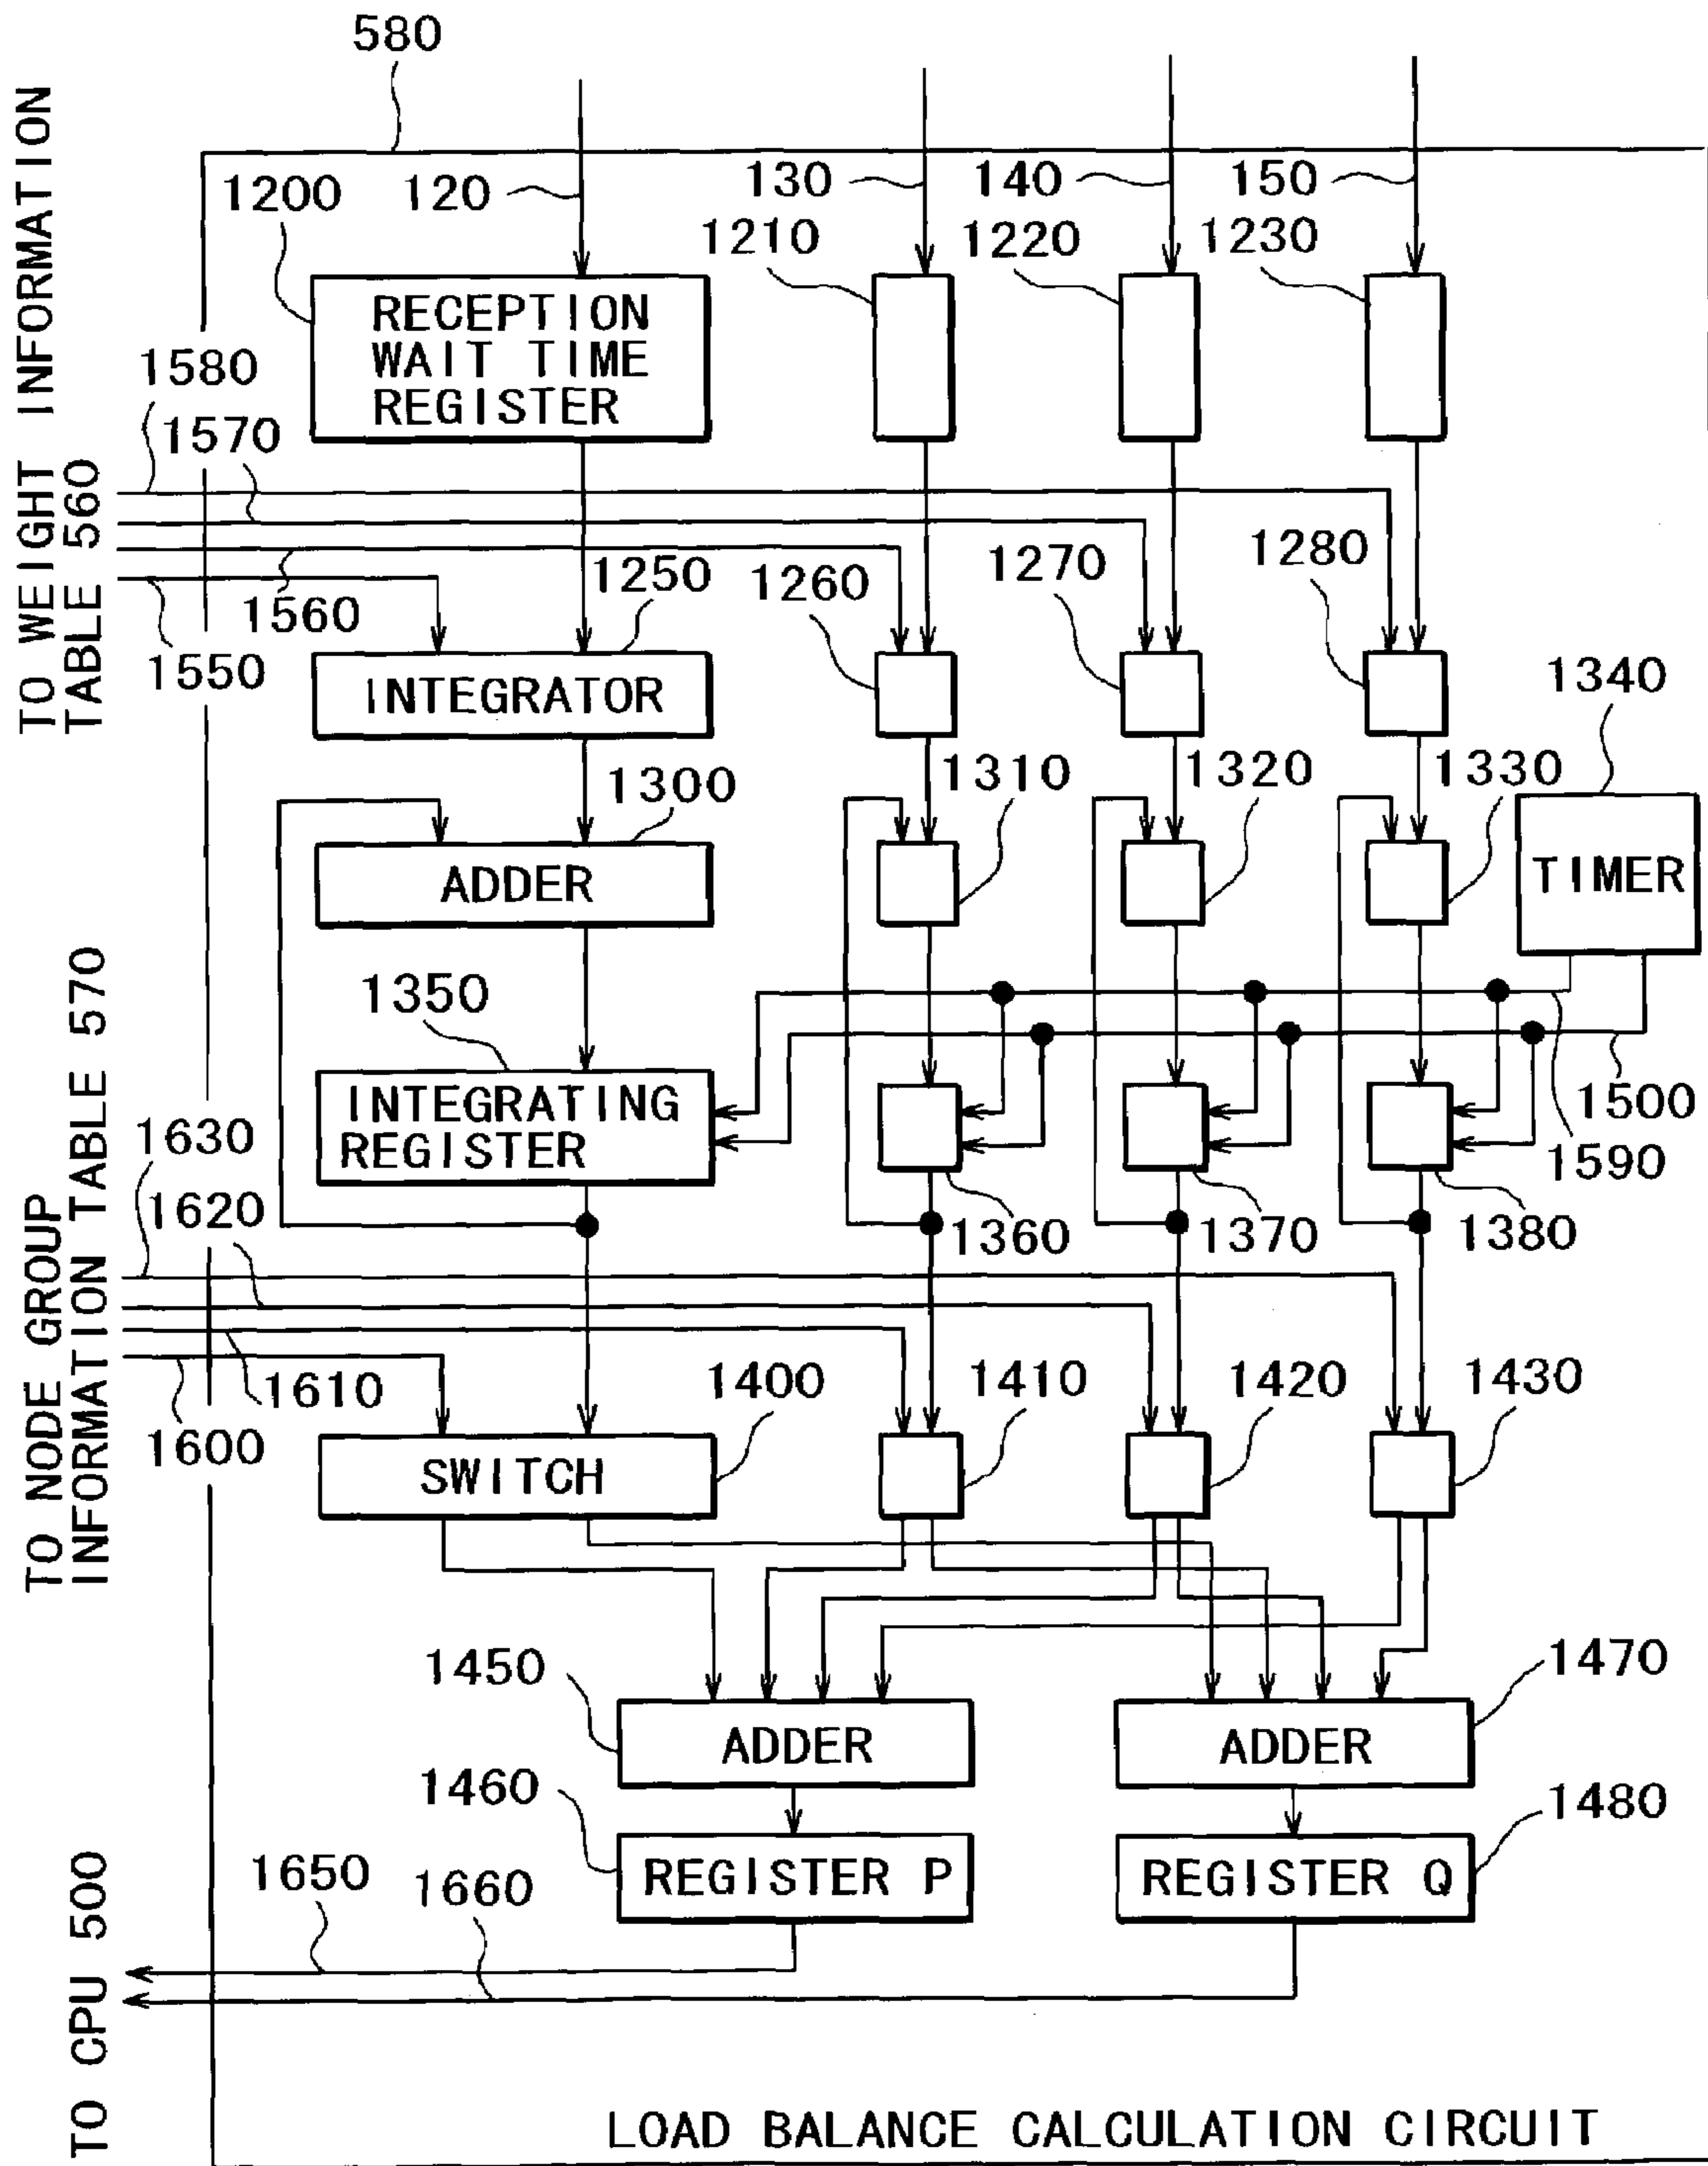 580
120
130
140
150
1200
1210
1220
1230
RECEPTION
WAIT TIME
REGISTER
TO WEIGHT INFORMATION
TABLE 560
1580
1570
1560
1550
1250
1260
1270
1280
INTEGRATOR
1340
1300
1310
1320
1330
TIMER
ADDER
1350
INTEGRATING
REGISTER
1500
1590
1360
1370
1380
TO NODE GROUP
INFORMATION TABLE 570
1630
1620
1610
1600
1400
1410
1420
1430
SWITCH
1450
1470
ADDER
ADDER
1460
1480
REGISTER P
REGISTER Q
1650
1660
TO CPU 500
LOAD BALANCE CALCULATION CIRCUIT